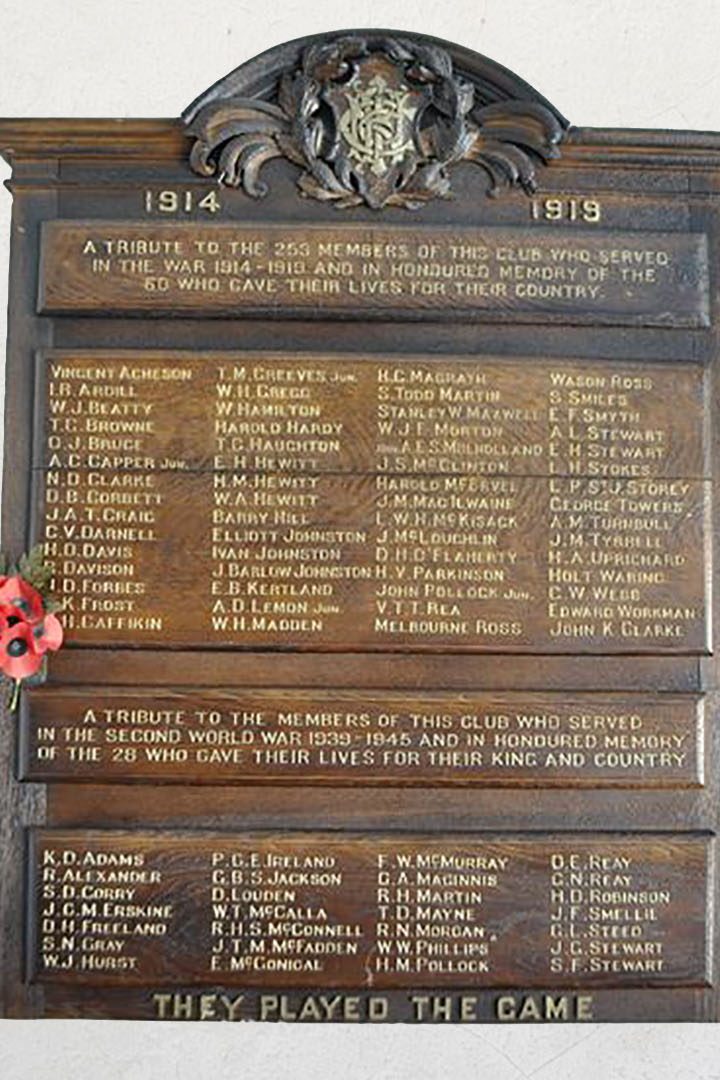 1914 1919
A TRIBUTE TO THE 253 MEMBERS OF THIS CLUB WHO SERVED
IN THE WAR 1914-1919 AND IN HONOURED MEMORY OF THE
60 WHO GAVE THEIR LIVES FOR THEIR COUNTRY.
VINCENT ACHESON
ARDILL
W.J. BEATTY
T.G. BROWNE
BRUCE
A.C. CAPPER JUN.
N.D. CLARKE
D.B. CORBETT
J.A.T. CRAIG
C.V. DARNELL
H.O. DAVIS
DAVISON
D. FORBES
K. FROST
GAFFIKIN
T.M. GREEVES JUN.
W.H. GREGG
W. HAMILTON
HAROLD HARDY
T.G. HAUGHTON
E.H. HEWITT
H.M. HEWITT
W.A. HEWITT
BARRY HILL
ELLIOTT JOHNSTON
IVAN JOHNSTON
J. BARLOW JOHNSTON
E.B. KERTLAND
A.D. LEMON JUN.
W.H. MADDEN
H.C. MAGRATH
S. TODD MARTIN
STANLEY W. MAXWELL
W.J.F. MORTON
A.E.S. MULHOLLAND
J.S. McCLINTON
HAROLD McERVEL
J.M. MACILWAINE
L.W.H. McKISACK
J. McLOUGHLIN
D.H. O'FLAHERTY
H.V. PARKINSON
JOHN POLLOCK JUN.
V.T.T. REA
MELBOURNE ROSS
WASON ROSS
S. SMILES
E.F. SMYTH
A.L. STEWART
E.H. STEWART
L.H. STOKES
L.P. ST.J. STOREY
GEORGE TOWERS
A.M. TURNBULL
J.M. TYRRELL
H.A. UPRICHARD
HOLT WARING
G.W. WEBB
EDWARD WORKMAN
JOHN K. CLARKE
A TRIBUTE TO THE MEMBERS OF THIS CLUB WHO SERVED
IN THE SECOND WORLD WAR 1939-1945 AND IN HONOURED MEMORY
OF THE 28 WHO GAVE THEIR LIVES FOR THEIR KING AND COUNTRY
K.D. ADAMS
R. ALEXANDER
S.D. CORRY
J.C.M. ERSKINE
D.H. FREELAND
S.N. GRAY
W.J. HURST
P.G.E. IRELAND
G.B.S. JACKSON
D. LOUDEN
W.T. McCALLA
R.H.S. McCONNELL
J.T.M. McFADDEN
E. McGONIGAL
F.W. McMURRAY
C.A. MAGINNIS
R.H. MARTIN
T.D. MAYNE
R.N. MORGAN
W.W. PHILLIPS
H.M. POLLOCK
D.E. REAY
G.N. REAY
H.D. ROBINSON
J.F. SMELLIE
G.L. STEED
J.G. STEWART
S.F. STEWART
THEY PLAYED THE GAME